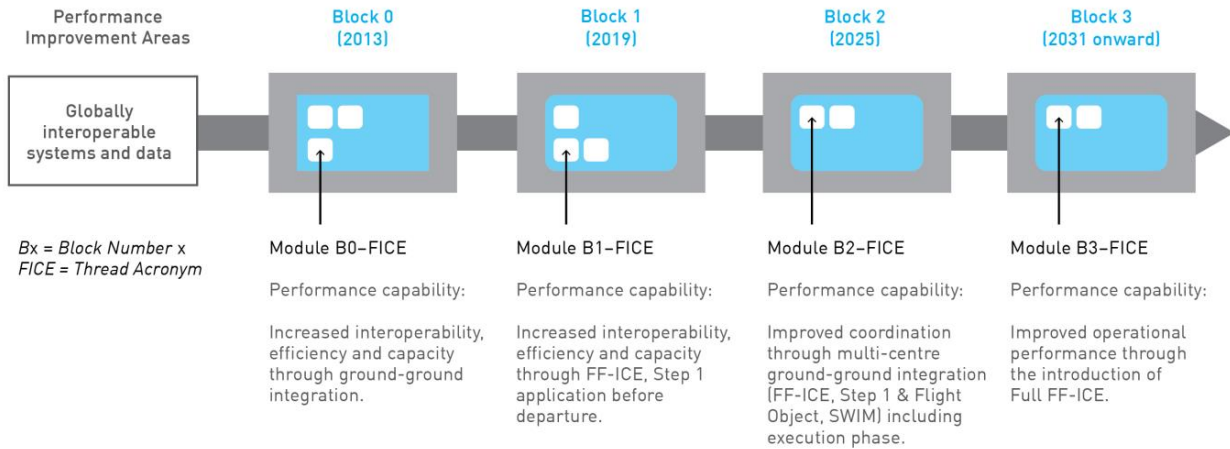 Performance
Improvement Areas
Block 0
(2013)
Block 1
(2019)
Block 2
(2025)
Block 3
(2031 onward)
Globally
interoperable
systems and data
Bx = Block Number x
FICE = Thread Acronym
Module B0–FICE
Performance capability:
Increased interoperability,
efficiency and capacity
through ground-ground
integration.
Module B1–FICE
Performance capability:
Increased interoperability,
efficiency and capacity
through FF-ICE, Step 1
application before
departure.
Module B2–FICE
Performance capability:
Improved coordination
through multi-centre
ground-ground integration
(FF-ICE, Step 1 & Flight
Object, SWIM) including
execution phase.
Module B3–FICE
Performance capability:
Improved operational
performance through
the introduction of
Full FF-ICE.